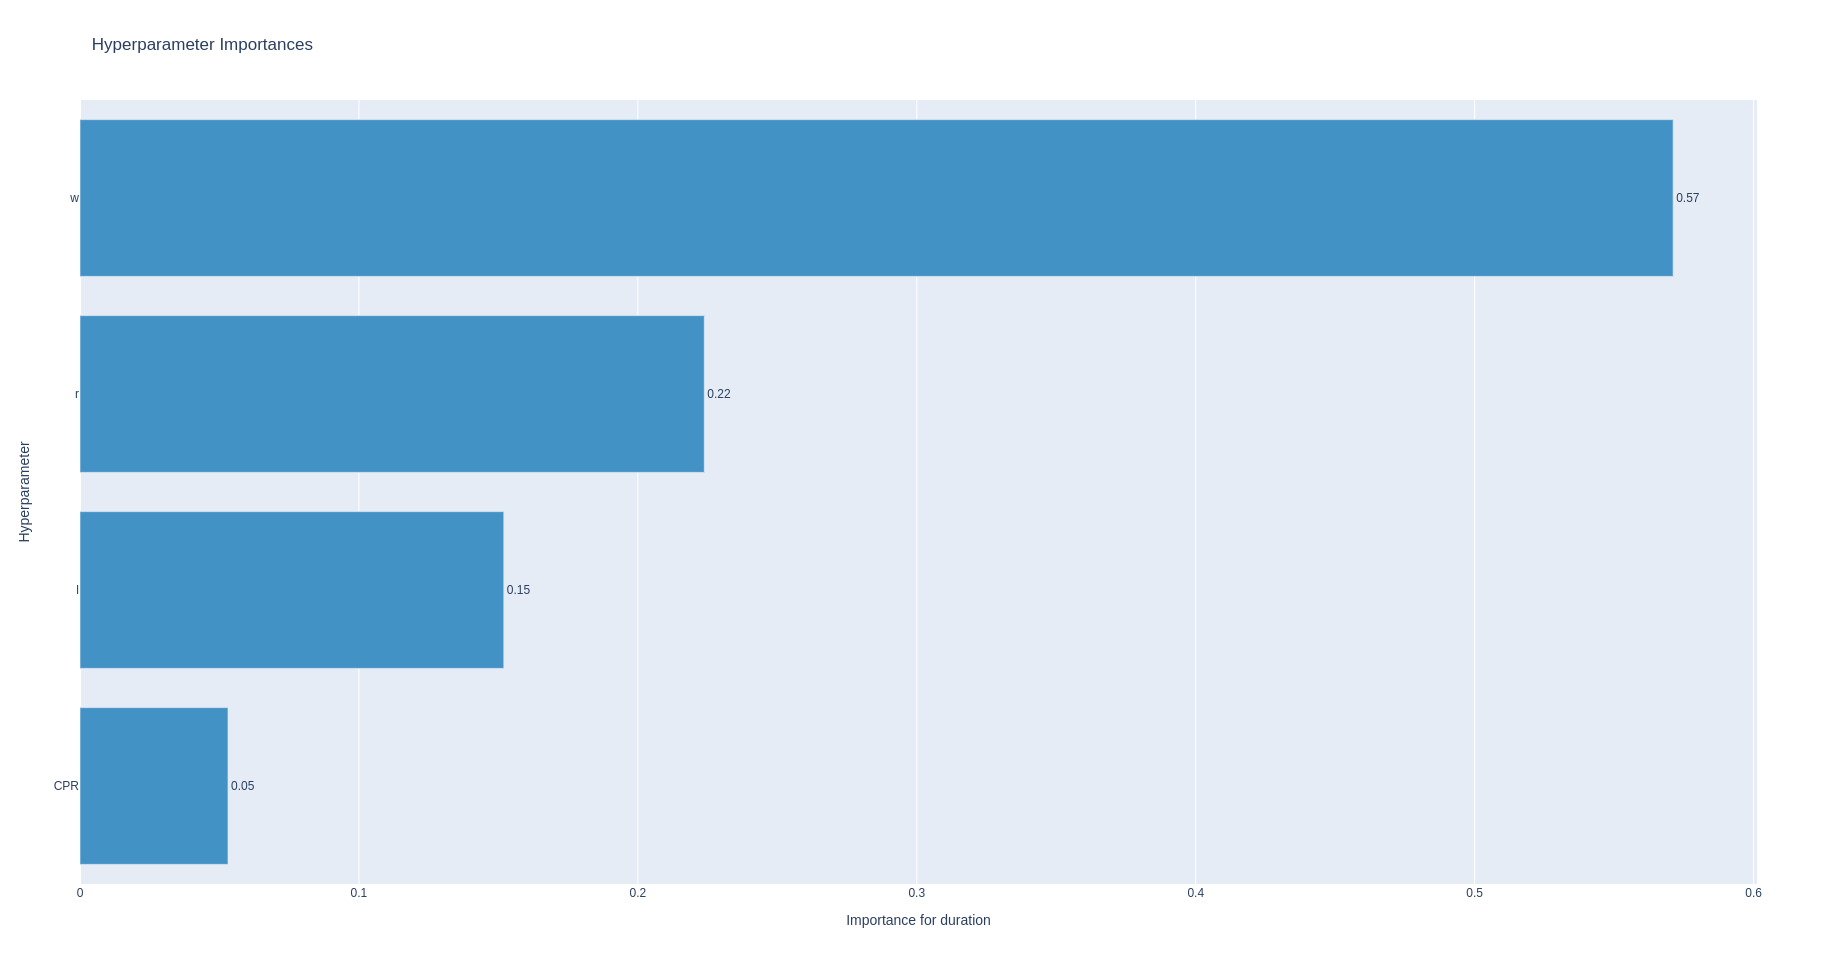 Hyperparameter Importances
w
0.57
r
0.22
l
0.15
CPR
0.05
0 0.1 0.2 0.3 0.4 0.5 0.6
Importance for duration
Hyperparameter